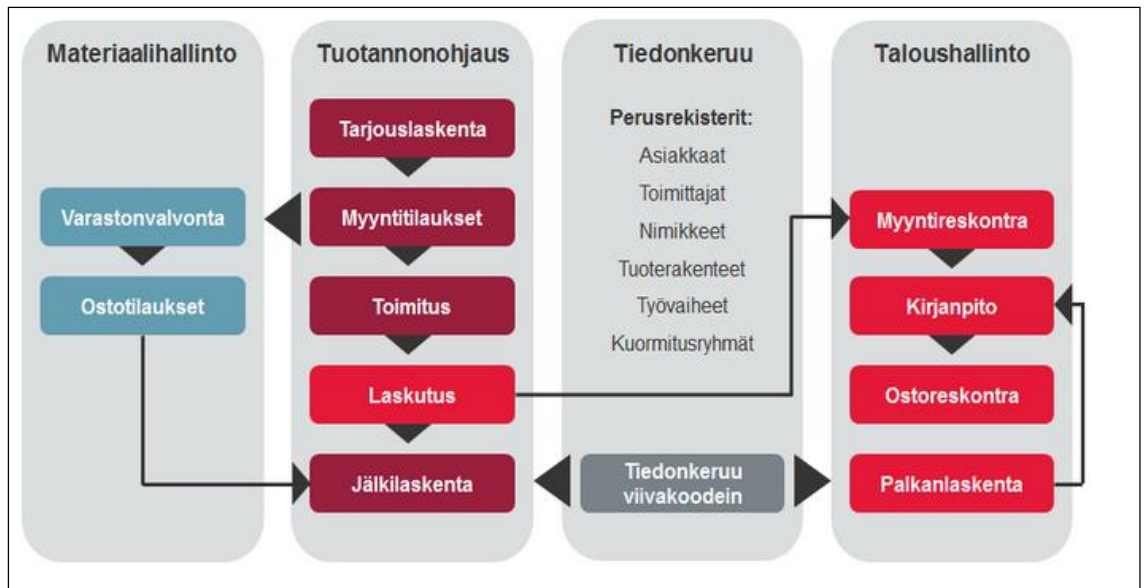 Materiaalihallinto
Varastonvalvonta
Ostotilaukset
Tuotannonohjaus
Tarjouslaskenta
Myyntitilaukset
Toimitus
Laskutus
Jälkilaskenta
Tiedonkeruu
Perusrekisterit:
Asiakkaat
Toimittajat
Nimikkeet
Tuoterakenteet
Työvaiheet
Kuormitusryhmät
Tiedonkeruu
viivakoodein
Taloushallinto
Myyntireskontra
Kirjanpito
Ostoreskontra
Palkanlaskenta